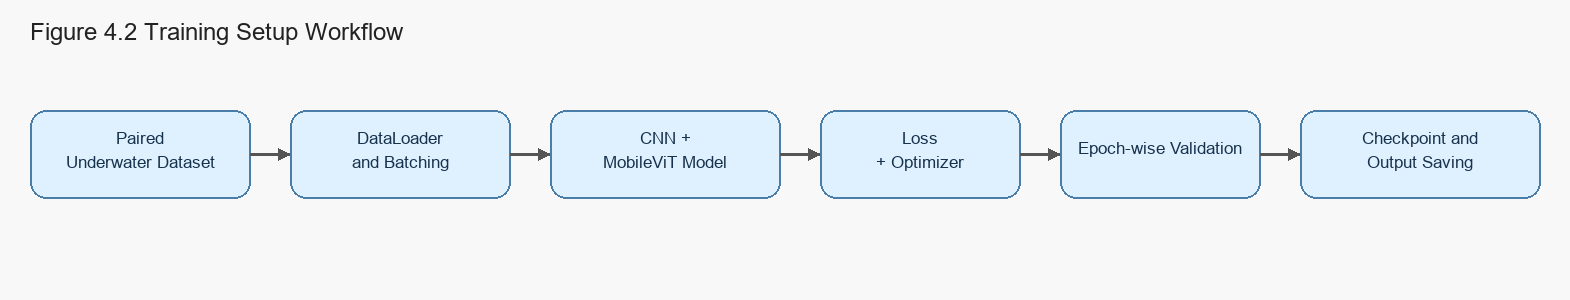 Figure 4.2 Training Setup Workflow
Paired
Underwater Dataset
DataLoader
and Batching
CNN +
MobileViT Model
Loss
+ Optimizer
Epoch-wise Validation
Checkpoint and
Output Saving